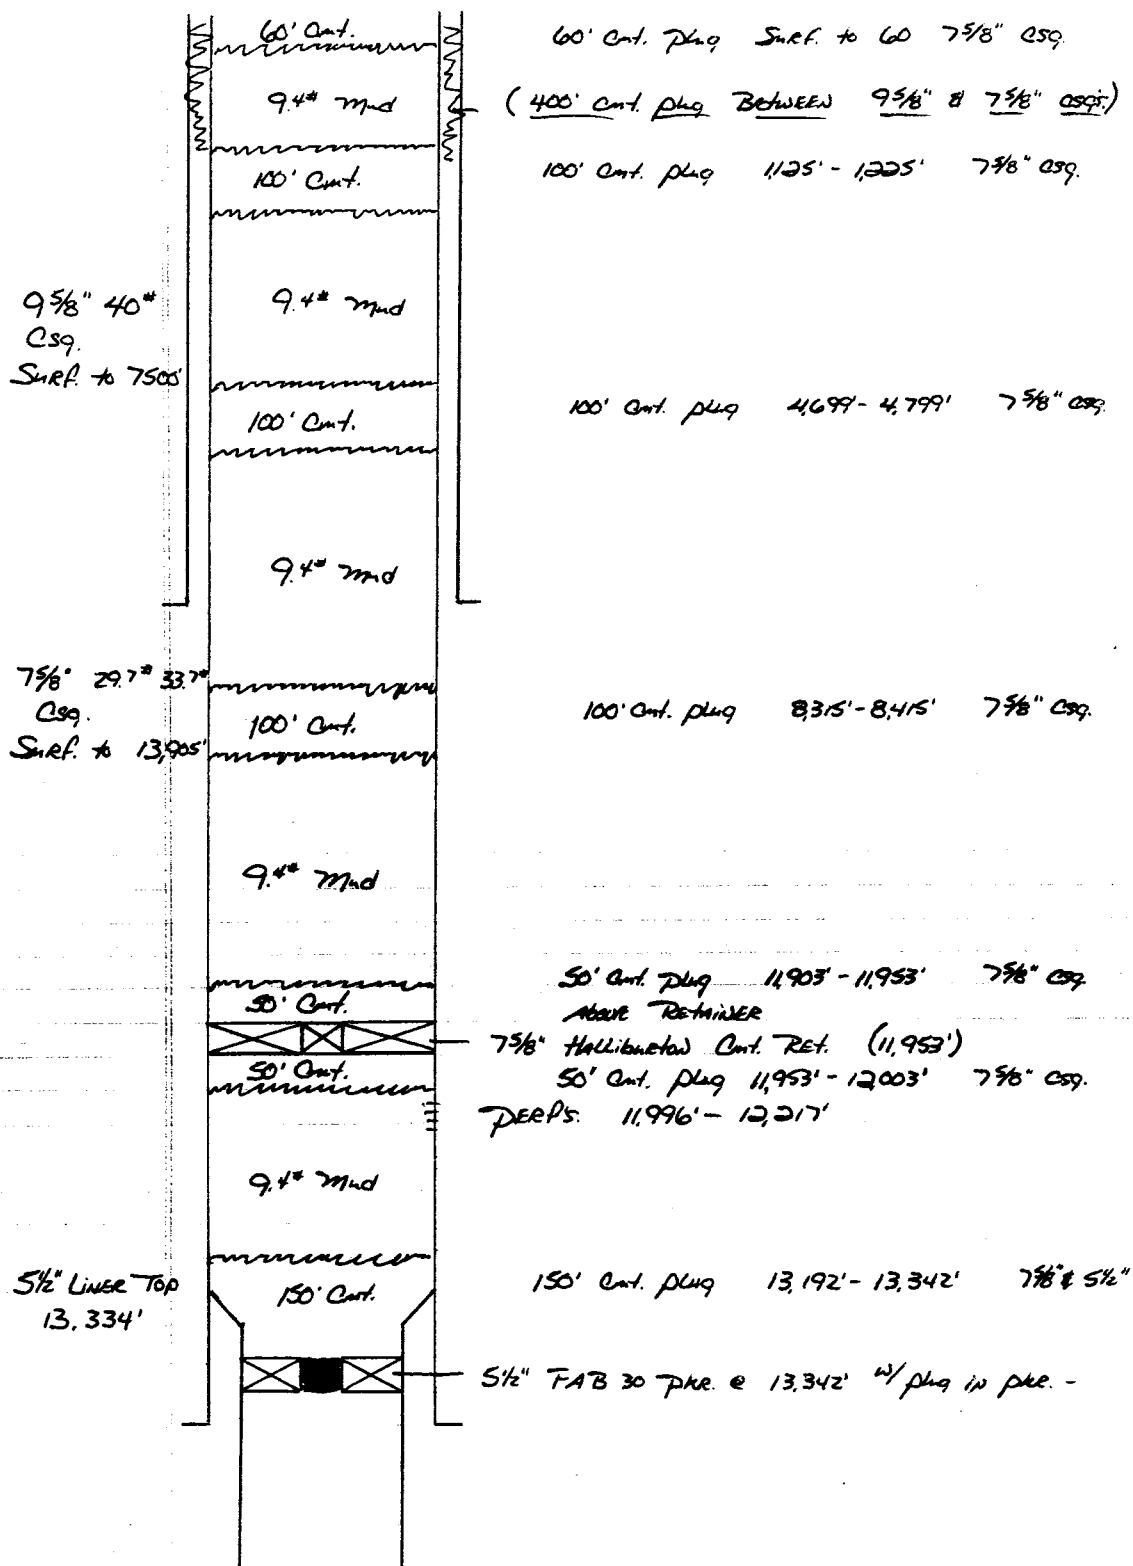 60' Cmt.
60' Cmt. plug Surf. to 60 7 5/8" csg.
9.4# Mud
(400' Cmt. plug BETWEEN 9 5/8" & 7 5/8" csgs.)
100' Cmt.
100' Cmt. plug 1,125' - 1,225' 7 5/8" csg.
9 5/8" 40#
Csg.
Surf. to 7500'
9.4# Mud
100' Cmt.
100' Cmt. plug 4,699' - 4,799' 7 5/8" csg.
9.4# Mud
7 5/8" 29.7# 33.7#
Csg.
Surf. to 13,905'
100' Cmt.
100' Cmt. plug 8,315' - 8,415' 7 5/8" csg.
9.4# Mud
50' Cmt. plug 11,903' - 11,953' 7 5/8" csg
Above RETAINER
50' Cmt.
7 5/8" HALLIBURTON Cmt. RET. (11,953')
50' Cmt.
50' Cmt. plug 11,953' - 12,003' 7 5/8" csg.
PERF'S. 11,996' - 12,217'
9.4# Mud
5 1/2" LINER TOP
13,334'
150' Cmt.
150' Cmt. plug 13,192' - 13,342' 7 5/8" & 5 1/2"
5 1/2" FAB 30 pkr. @ 13,342' w/ plug in pkr. -